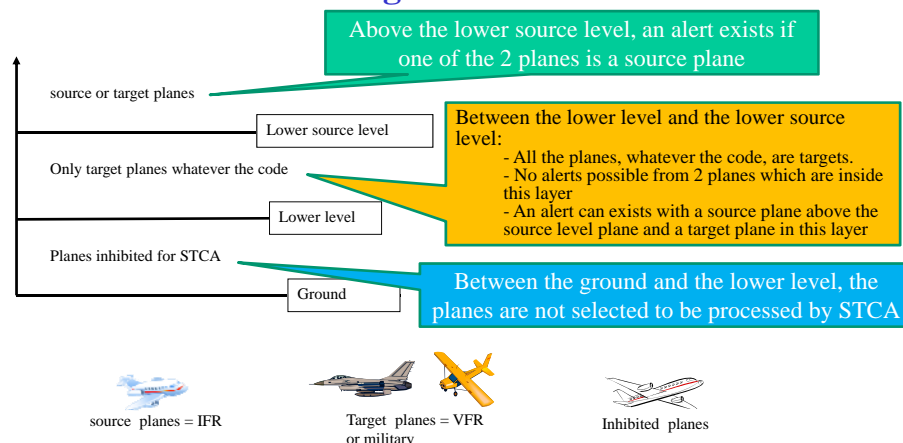 Above the lower source level, an alert exists if
one of the 2 planes is a source plane
source or target planes
Lower source level
Between the lower level and the lower source
level:
- All the planes, whatever the code, are targets.
- No alerts possible from 2 planes which are inside
this layer
- An alert can exists with a source plane above the
source level plane and a target plane in this layer
Only target planes whatever the code
Lower level
Planes inhibited for STCA
Between the ground and the lower level, the
planes are not selected to be processed by STCA
Ground
source planes = IFR
Target planes = VFR
or military
Inhibited planes